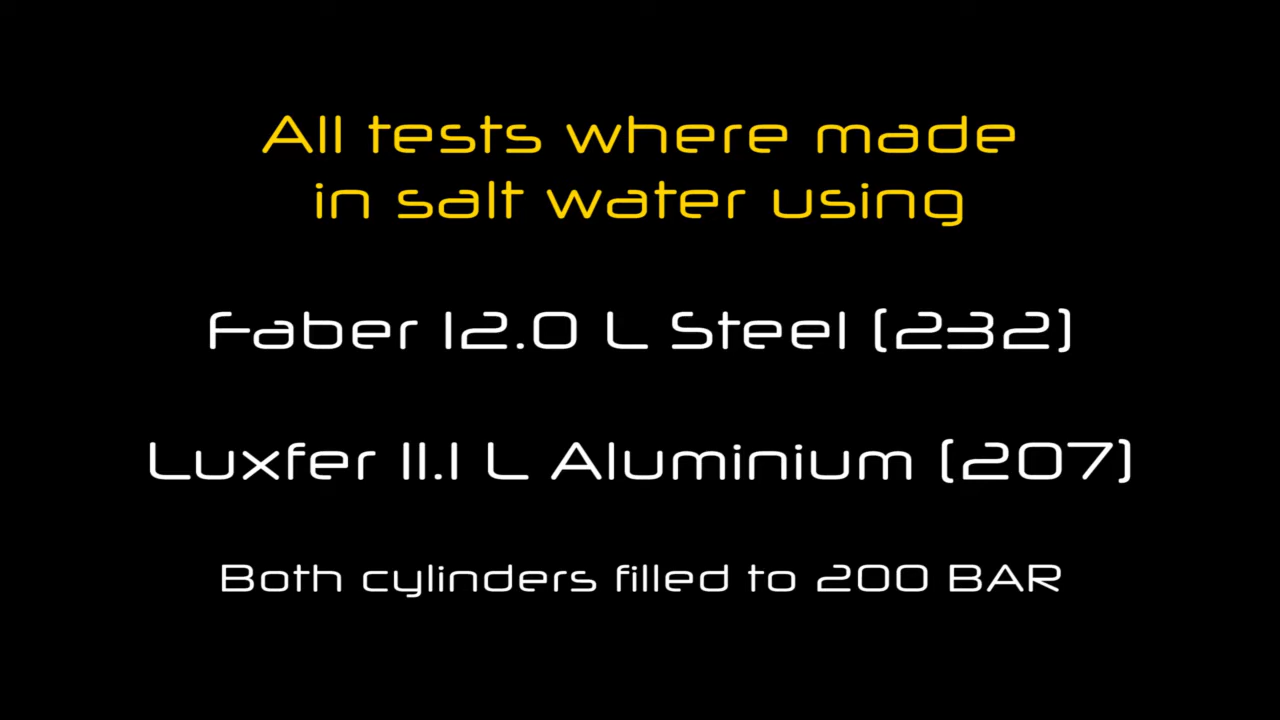 All tests where made
in salt water using
Faber 12.0 L Steel (232)
Luxfer 11.1 L Aluminium (207)
Both cylinders filled to 200 BAR